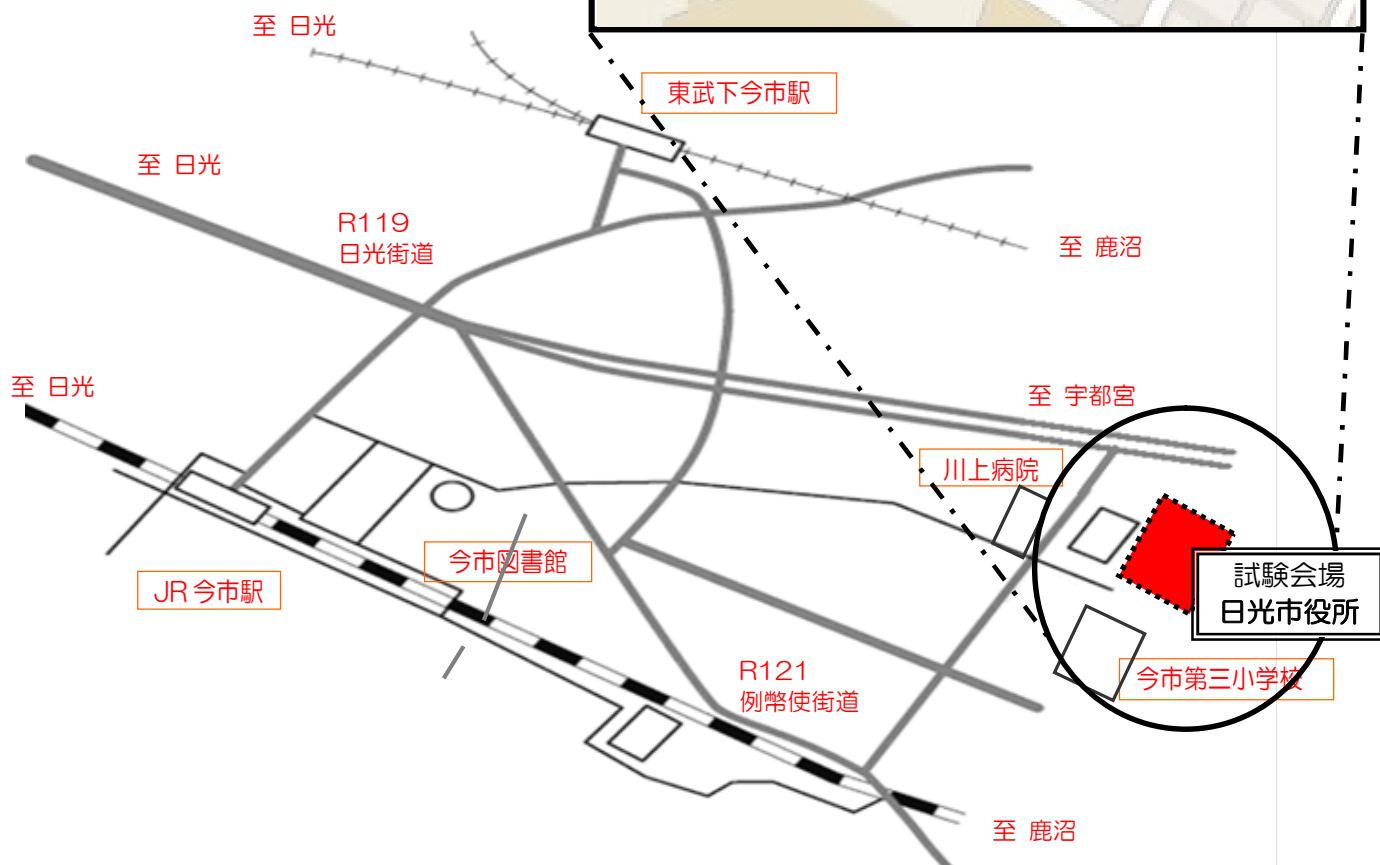 至 日光
東武下今市駅
至 日光
R119
日光街道
至 鹿沼
至 日光
至 宇都宮
川上病院
今市図書館
JR今市駅
試験会場
日光市役所
R121
例幣使街道
今市第三小学校
至 鹿沼